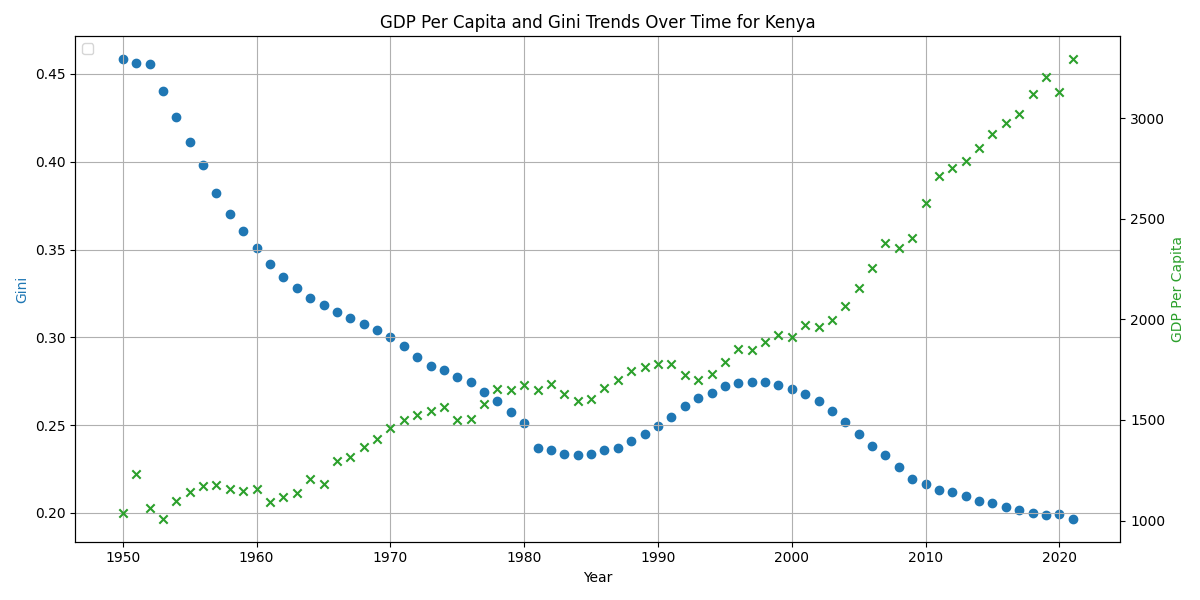 GDP Per Capita and Gini Trends Over Time for Kenya
0.45
0.40
0.35
0.30
0.25
0.20
Gini
3000
2500
2000
1500
1000
GDP Per Capita
1950 1960 1970 1980 1990 2000 2010 2020
Year